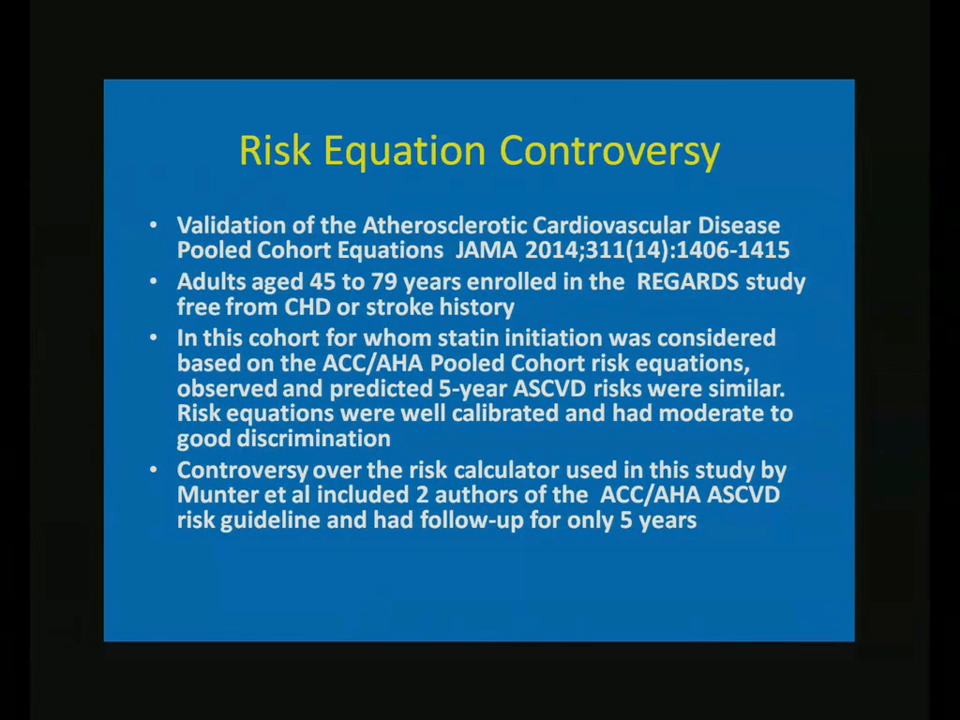 Risk Equation Controversy
• Validation of the Atherosclerotic Cardiovascular Disease
Pooled Cohort Equations JAMA 2014;311(14):1406-1415
• Adults aged 45 to 79 years enrolled in the REGARDS study
free from CHD or stroke history
• In this cohort for whom statin initiation was considered
based on the ACC/AHA Pooled Cohort risk equations,
observed and predicted 5-year ASCVD risks were similar.
Risk equations were well calibrated and had moderate to
good discrimination
• Controversy over the risk calculator used in this study by
Munter et al included 2 authors of the ACC/AHA ASCVD
risk guideline and had follow-up for only 5 years